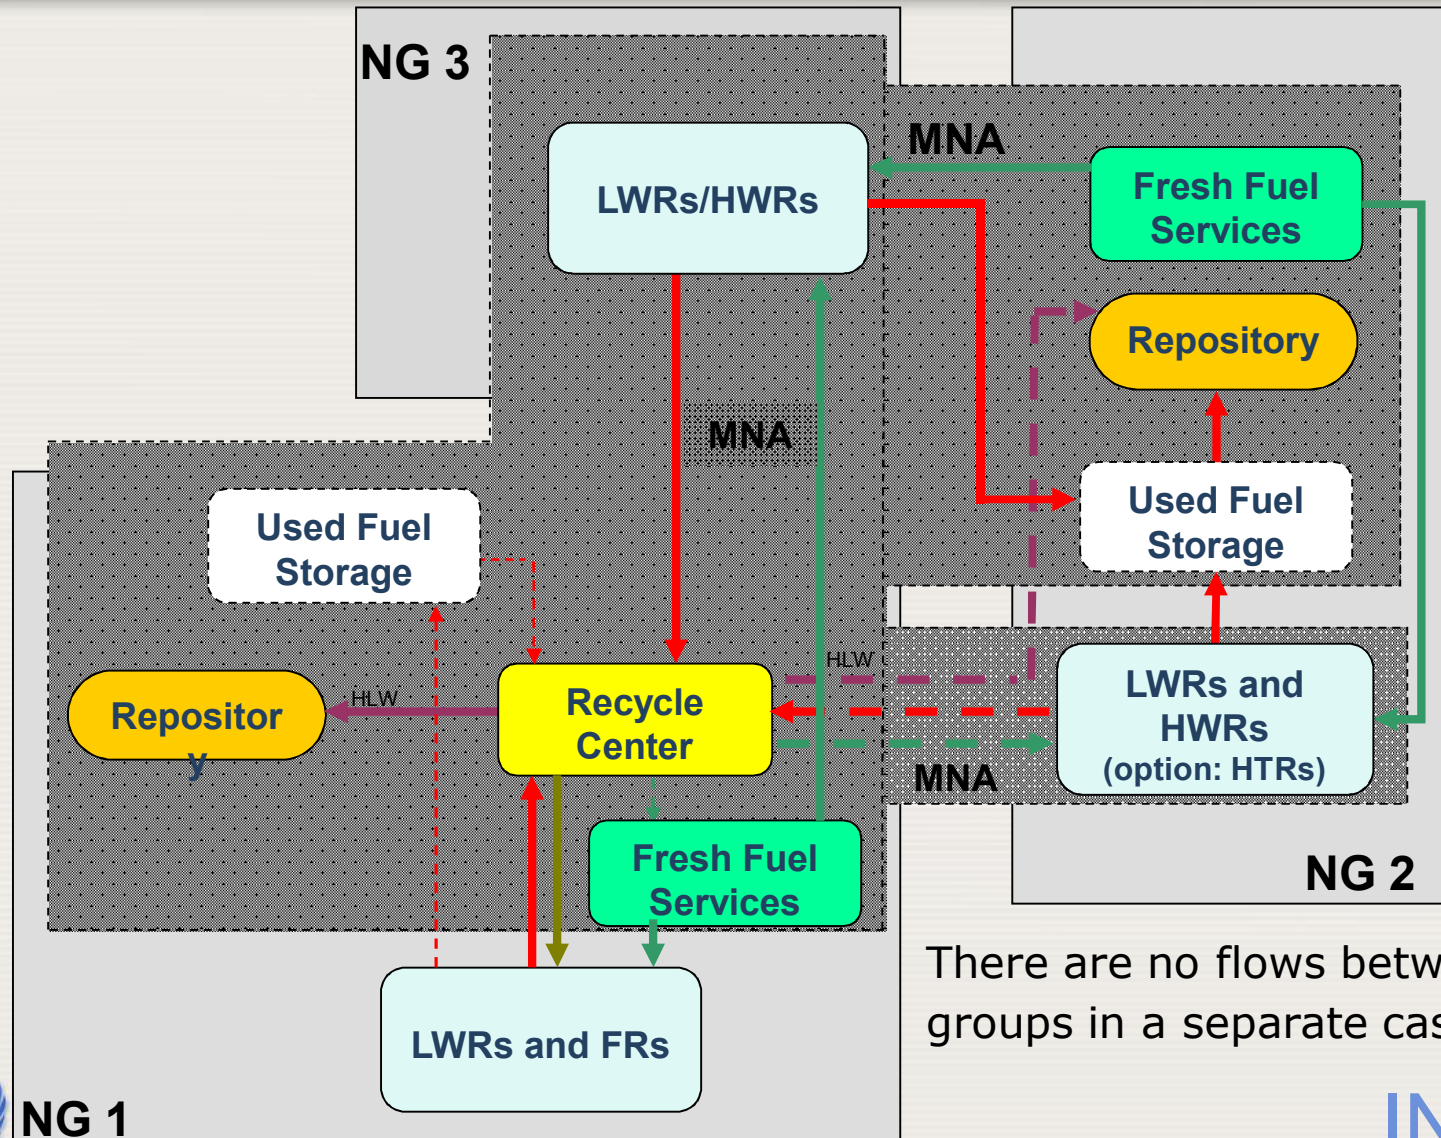 NG 3
MNA
LWRs/HWRs
Fresh Fuel
Services
Repository
MNA
Used Fuel
Storage
Used Fuel
Storage
HLW
HLW
Repositor
y
Recycle
Center
LWRs and
HWRs
(option: HTRs)
MNA
Fresh Fuel
Services
NG 2
There are no flows betw
groups in a separate cas
LWRs and FRs
NG 1
IN